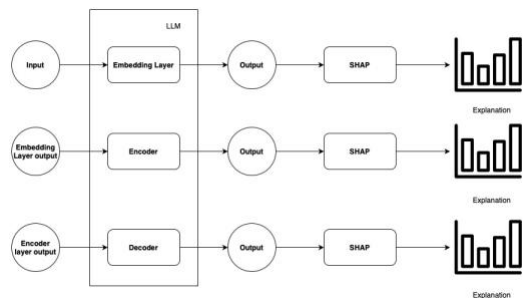 LLM
Input
Embedding Layer
Output
SHAP
Explanation
Embedding
Layer output
Encoder
Output
SHAP
Explanation
Encoder
layer output
Decoder
Output
SHAP
Explanation